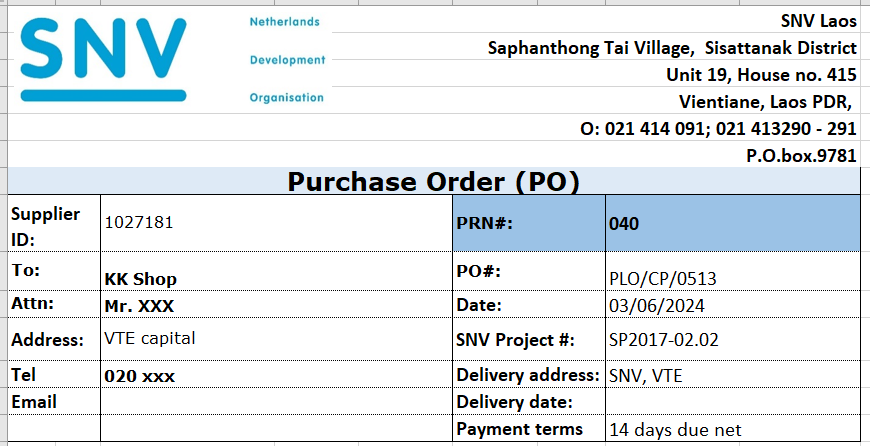 SNV
Netherlands
Development
Organisation
SNV Laos
Saphanthong Tai Village, Sisattanak District
Unit 19, House no. 415
Vientiane, Laos PDR,
O: 021 414 091; 021 413290 - 291
P.O.box.9781
Purchase Order (PO)
Supplier ID: 1027181 PRN#: 040
To: KK Shop PO#: PLO/CP/0513
Attn: Mr. XXX Date: 03/06/2024
Address: VTE capital SNV Project #: SP2017-02.02
Tel 020 xxx Delivery address: SNV, VTE
Email Delivery date:
Payment terms 14 days due net